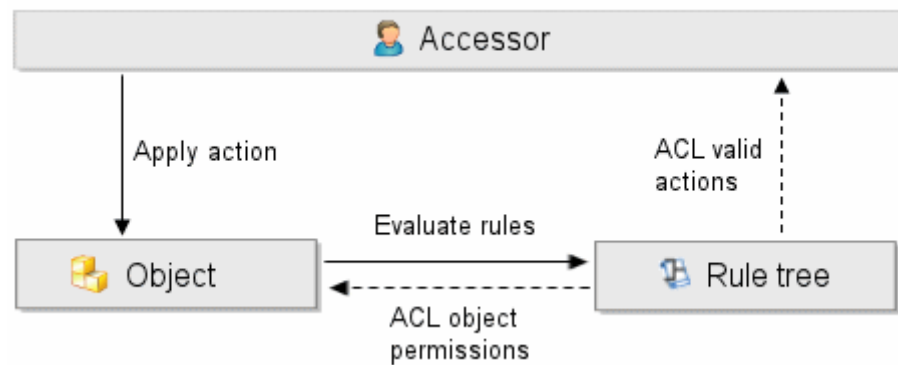 Accessor
Apply action
ACL valid
actions
Evaluate rules
Object
Rule tree
ACL object
permissions